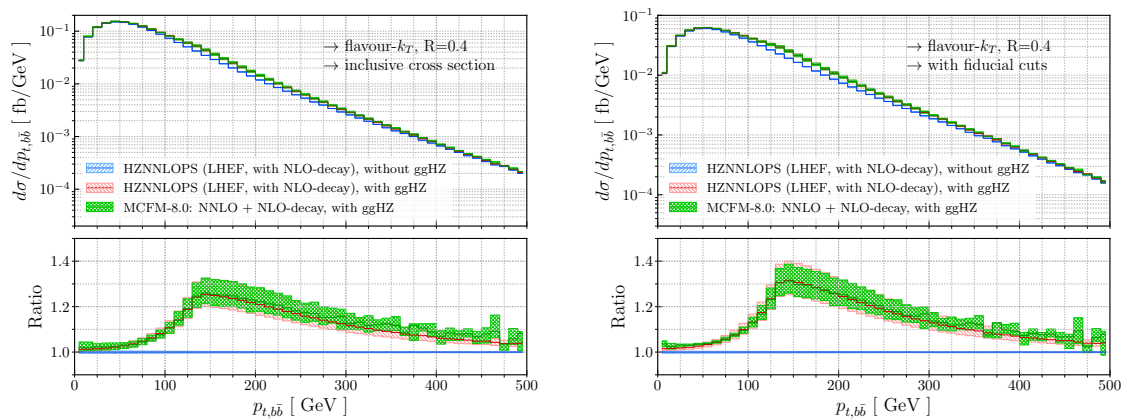 10⁻¹
10⁻²
10⁻³
10⁻⁴
dσ/dp_{t,bb̄} [ fb/GeV ]
→ flavour-k_T, R=0.4
→ inclusive cross section
HZNNLOPS (LHEF, with NLO-decay), without ggHZ
HZNNLOPS (LHEF, with NLO-decay), with ggHZ
MCFM-8.0: NNLO + NLO-decay, with ggHZ
1.4
1.2
1.0
Ratio
0 100 200 300 400 500
p_{t,bb̄} [ GeV ]
10⁻¹
10⁻²
10⁻³
10⁻⁴
dσ/dp_{t,bb̄} [ fb/GeV ]
→ flavour-k_T, R=0.4
→ with fiducial cuts
HZNNLOPS (LHEF, with NLO-decay), without ggHZ
HZNNLOPS (LHEF, with NLO-decay), with ggHZ
MCFM-8.0: NNLO + NLO-decay, with ggHZ
1.4
1.2
1.0
Ratio
0 100 200 300 400 500
p_{t,bb̄} [ GeV ]